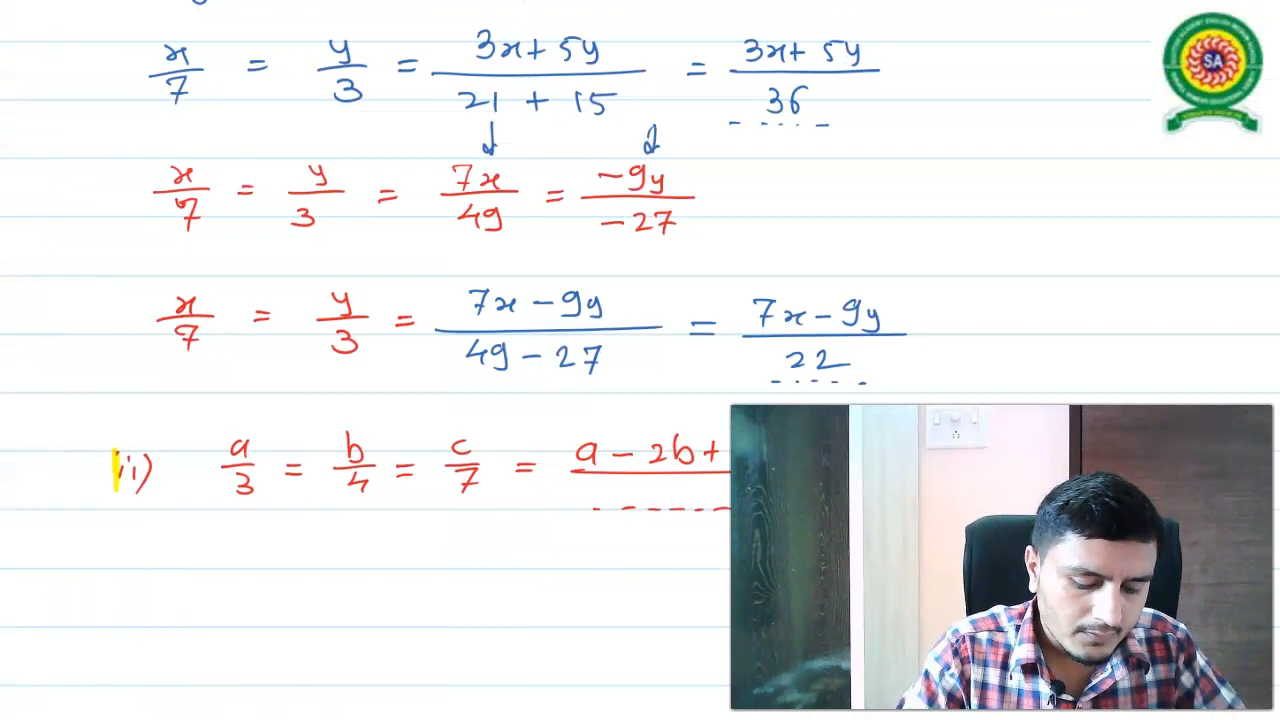 x/7 = y/3 = 3x + 5y/21 + 15 = 3x + 5y/36
x/7 = y/3 = 7x/49 = -9y/-27
x/7 = y/3 = 7x - 9y/49 - 27 = 7x - 9y/22
ii) a/3 = b/4 = c/7 = a - 2b +
SA